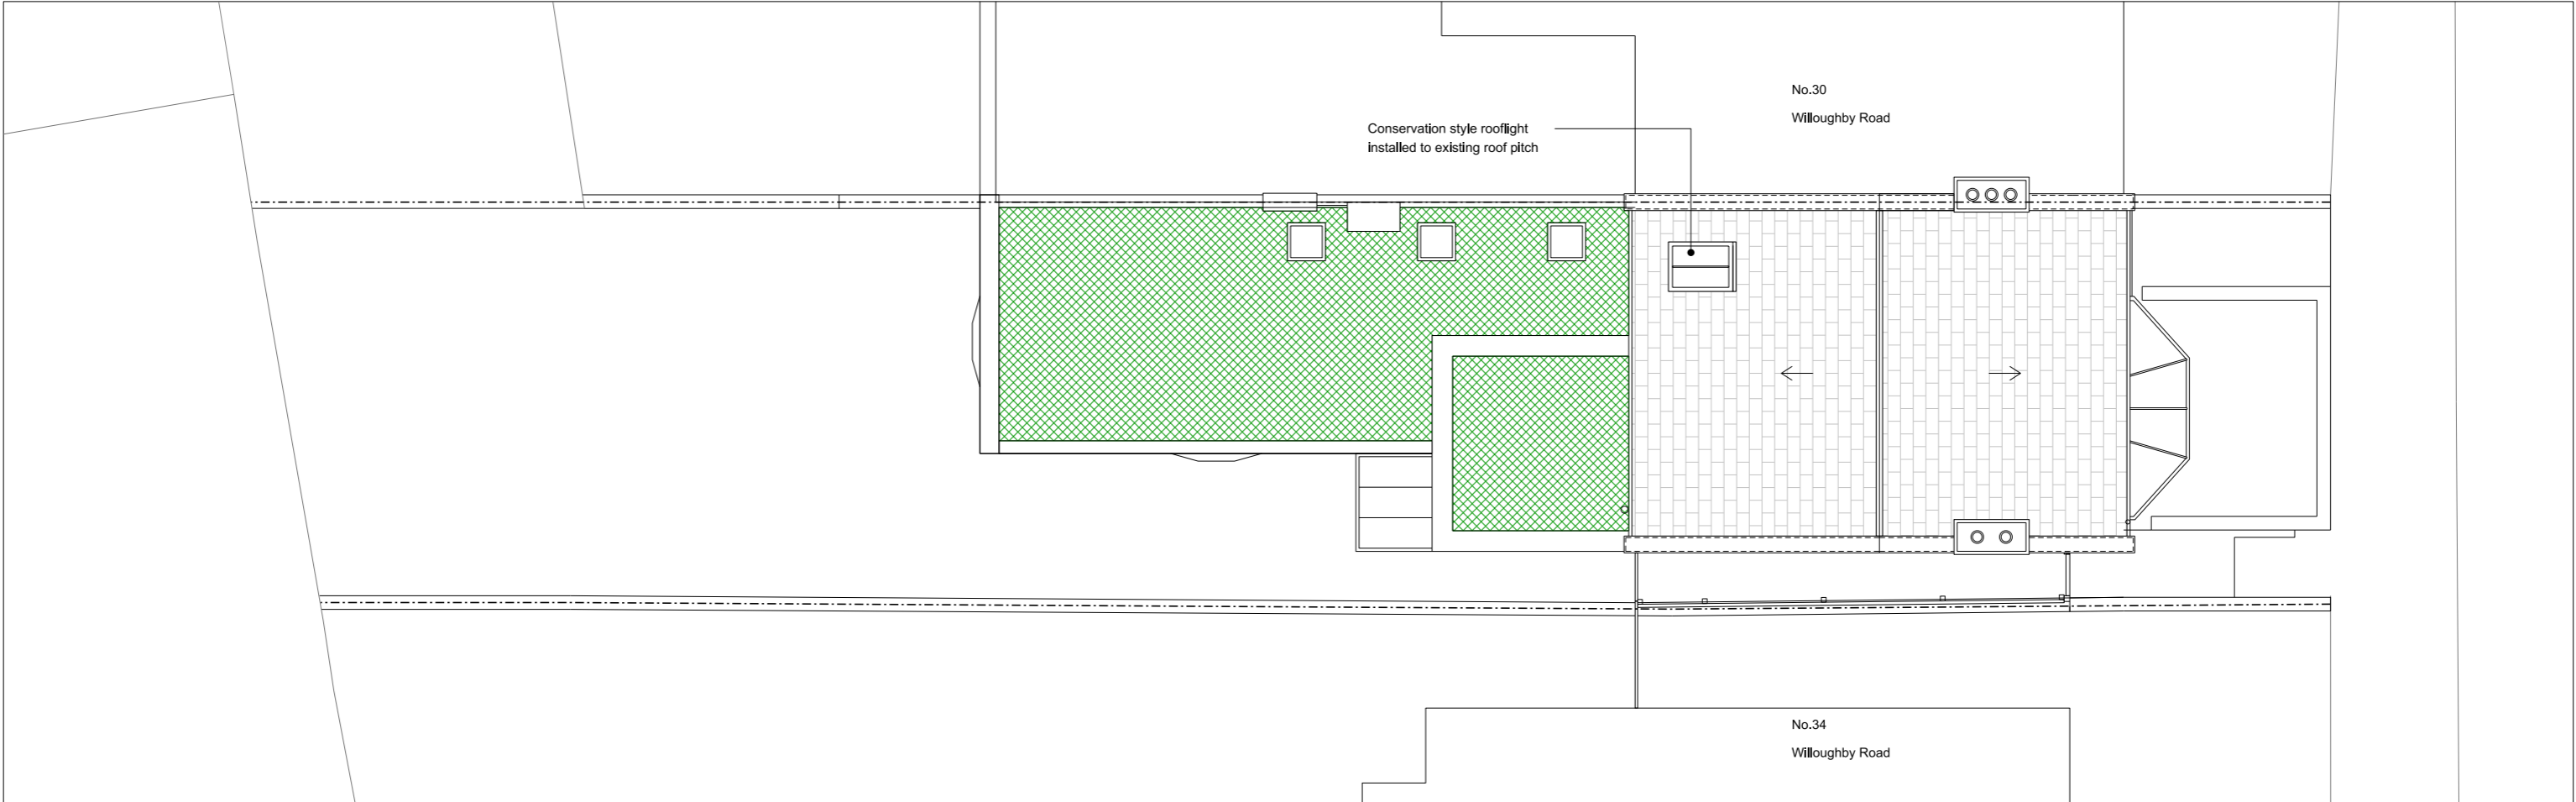 No.30
Willoughby Road
Conservation style rooflight
installed to existing roof pitch
No.34
Willoughby Road